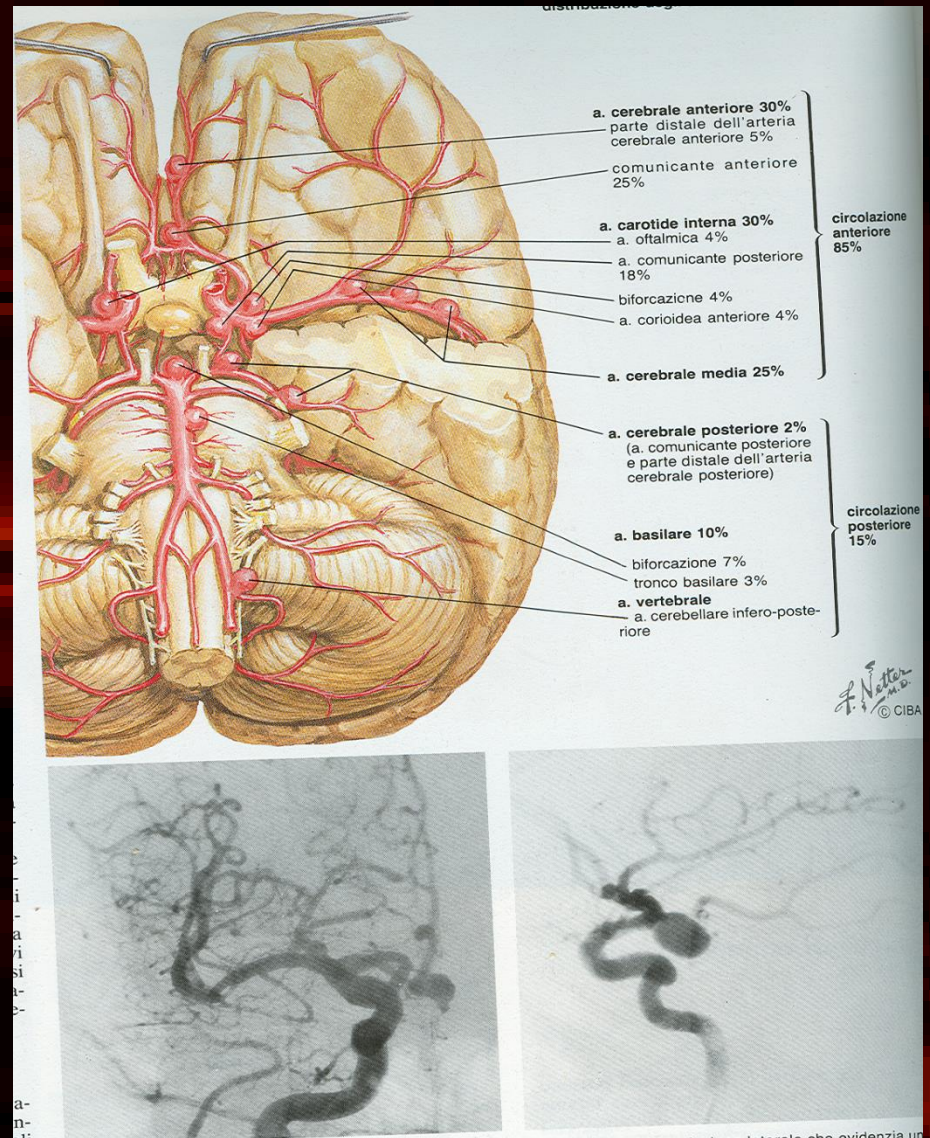 a. cerebrale anteriore 30%
parte distale dell'arteria
cerebrale anteriore 5%
comunicante anteriore
25%
a. carotide interna 30%
a. oftalmica 4%
a. comunicante posteriore
18%
biforcazione 4%
a. corioidea anteriore 4%
a. cerebrale media 25%
circolazione
anteriore
85%
a. cerebrale posteriore 2%
(a. comunicante posteriore
e parte distale dell'arteria
cerebrale posteriore)
a. basilare 10%
biforcazione 7%
tronco basilare 3%
a. vertebrale
a. cerebellare infero-poste-
riore
circolazione
posteriore
15%
F. Netter
M.D.
© CIBA
che evidenzia un